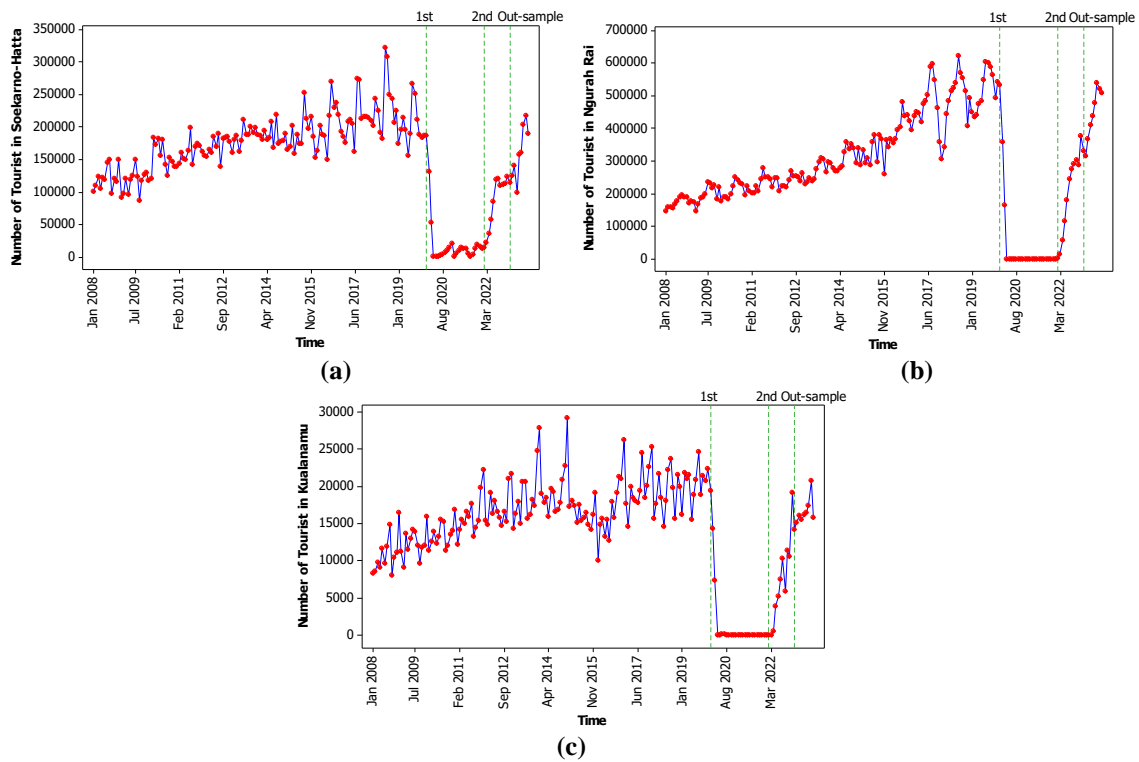 1st 2nd Out-sample
Number of Tourist in Soekarno-Hatta
350000
300000
250000
200000
150000
100000
50000
0
Jan 2008
Jul 2009
Feb 2011
Sep 2012
Apr 2014
Nov 2015
Jun 2017
Jan 2019
Aug 2020
Mar 2022
Time
(a)
1st 2nd Out-sample
Number of Tourist in Ngurah Rai
700000
600000
500000
400000
300000
200000
100000
0
Jan 2008
Jul 2009
Feb 2011
Sep 2012
Apr 2014
Nov 2015
Jun 2017
Jan 2019
Aug 2020
Mar 2022
Time
(b)
1st 2nd Out-sample
Number of Tourist in Kualanamu
30000
25000
20000
15000
10000
5000
0
Jan 2008
Jul 2009
Feb 2011
Sep 2012
Apr 2014
Nov 2015
Jun 2017
Jan 2019
Aug 2020
Mar 2022
Time
(c)